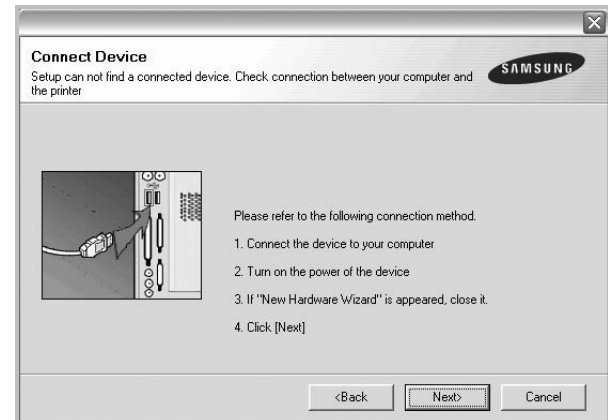 Connect Device
Setup can not find a connected device. Check connection between your computer and
the printer
SAMSUNG
Please refer to the following connection method.
1. Connect the device to your computer
2. Turn on the power of the device
3. If "New Hardware Wizard" is appeared, close it.
4. Click [Next]
<Back
Next>
Cancel